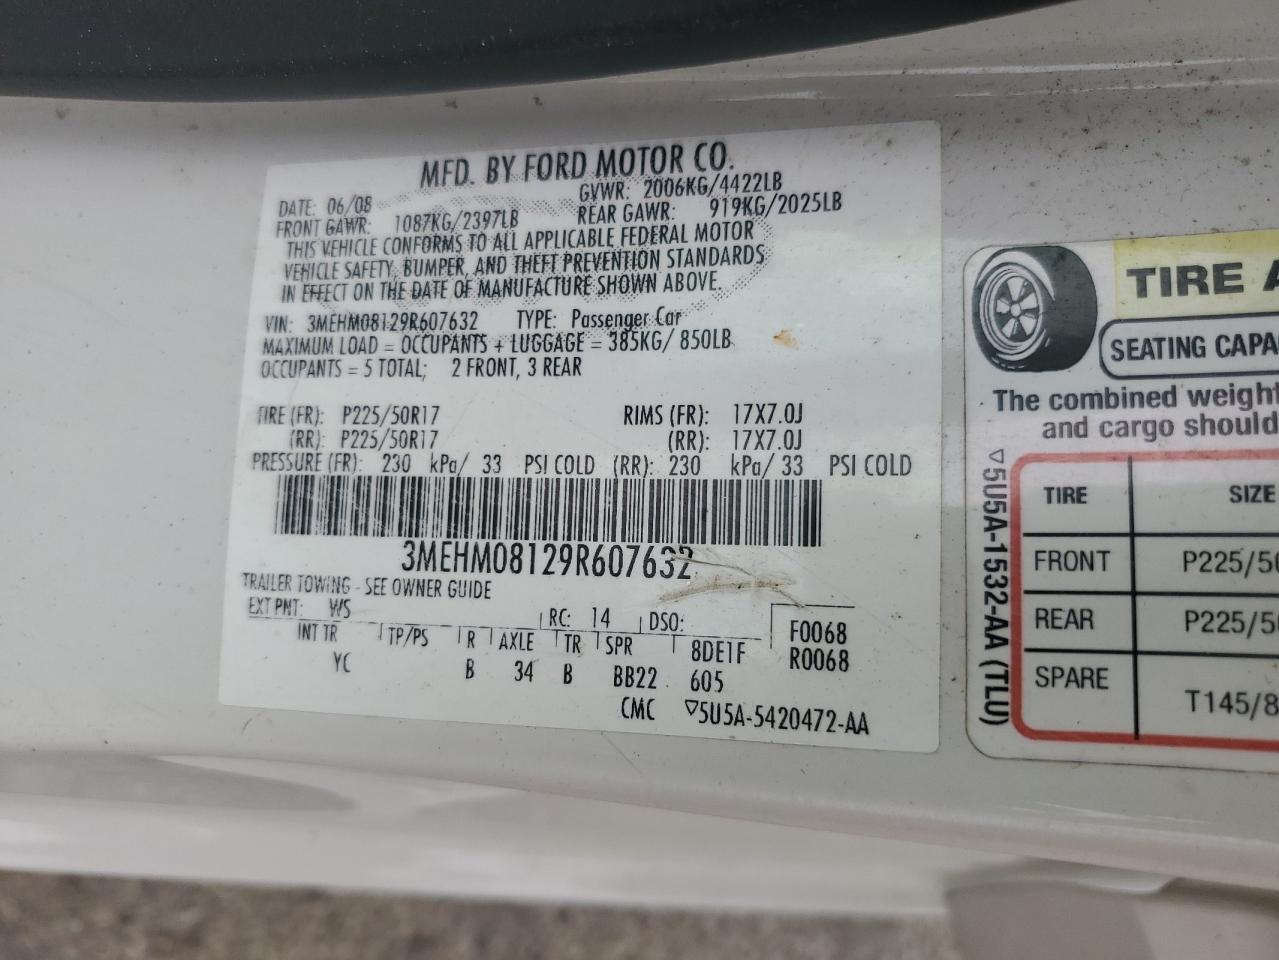 MFD. BY FORD MOTOR CO.
DATE: 06/08 GVWR: 2006KG/4422LB
FRONT GAWR: 1087KG/2397LB REAR GAWR: 919KG/2025LB
THIS VEHICLE CONFORMS TO ALL APPLICABLE FEDERAL MOTOR
VEHICLE SAFETY, BUMPER, AND THEFT PREVENTION STANDARDS
IN EFFECT ON THE DATE OF MANUFACTURE SHOWN ABOVE.
VIN: 3MEHM08129R607632 TYPE: Passenger Car
MAXIMUM LOAD = OCCUPANTS + LUGGAGE = 385KG/ 850LB
OCCUPANTS = 5 TOTAL; 2 FRONT, 3 REAR
TIRE (FR): P225/50R17 RIMS (FR): 17X7.0J
(RR): P225/50R17 (RR): 17X7.0J
PRESSURE (FR): 230 kPa/ 33 PSI COLD (RR): 230 kPa/ 33 PSI COLD
3MEHM08129R607632
TRAILER TOWING - SEE OWNER GUIDE
EXT PNT: WS RC: 14 DSO: F0068
INT TR TP/PS R AXLE TR SPR 8DE1F R0068
YC B 34 B BB22 605
CMC ▽5U5A-5420472-AA
TIRE A
SEATING CAPA
The combined weight
and cargo should
▽5U5A-1532-AA (TLU)
TIRE SIZE
FRONT P225/50
REAR P225/50
SPARE T145/8